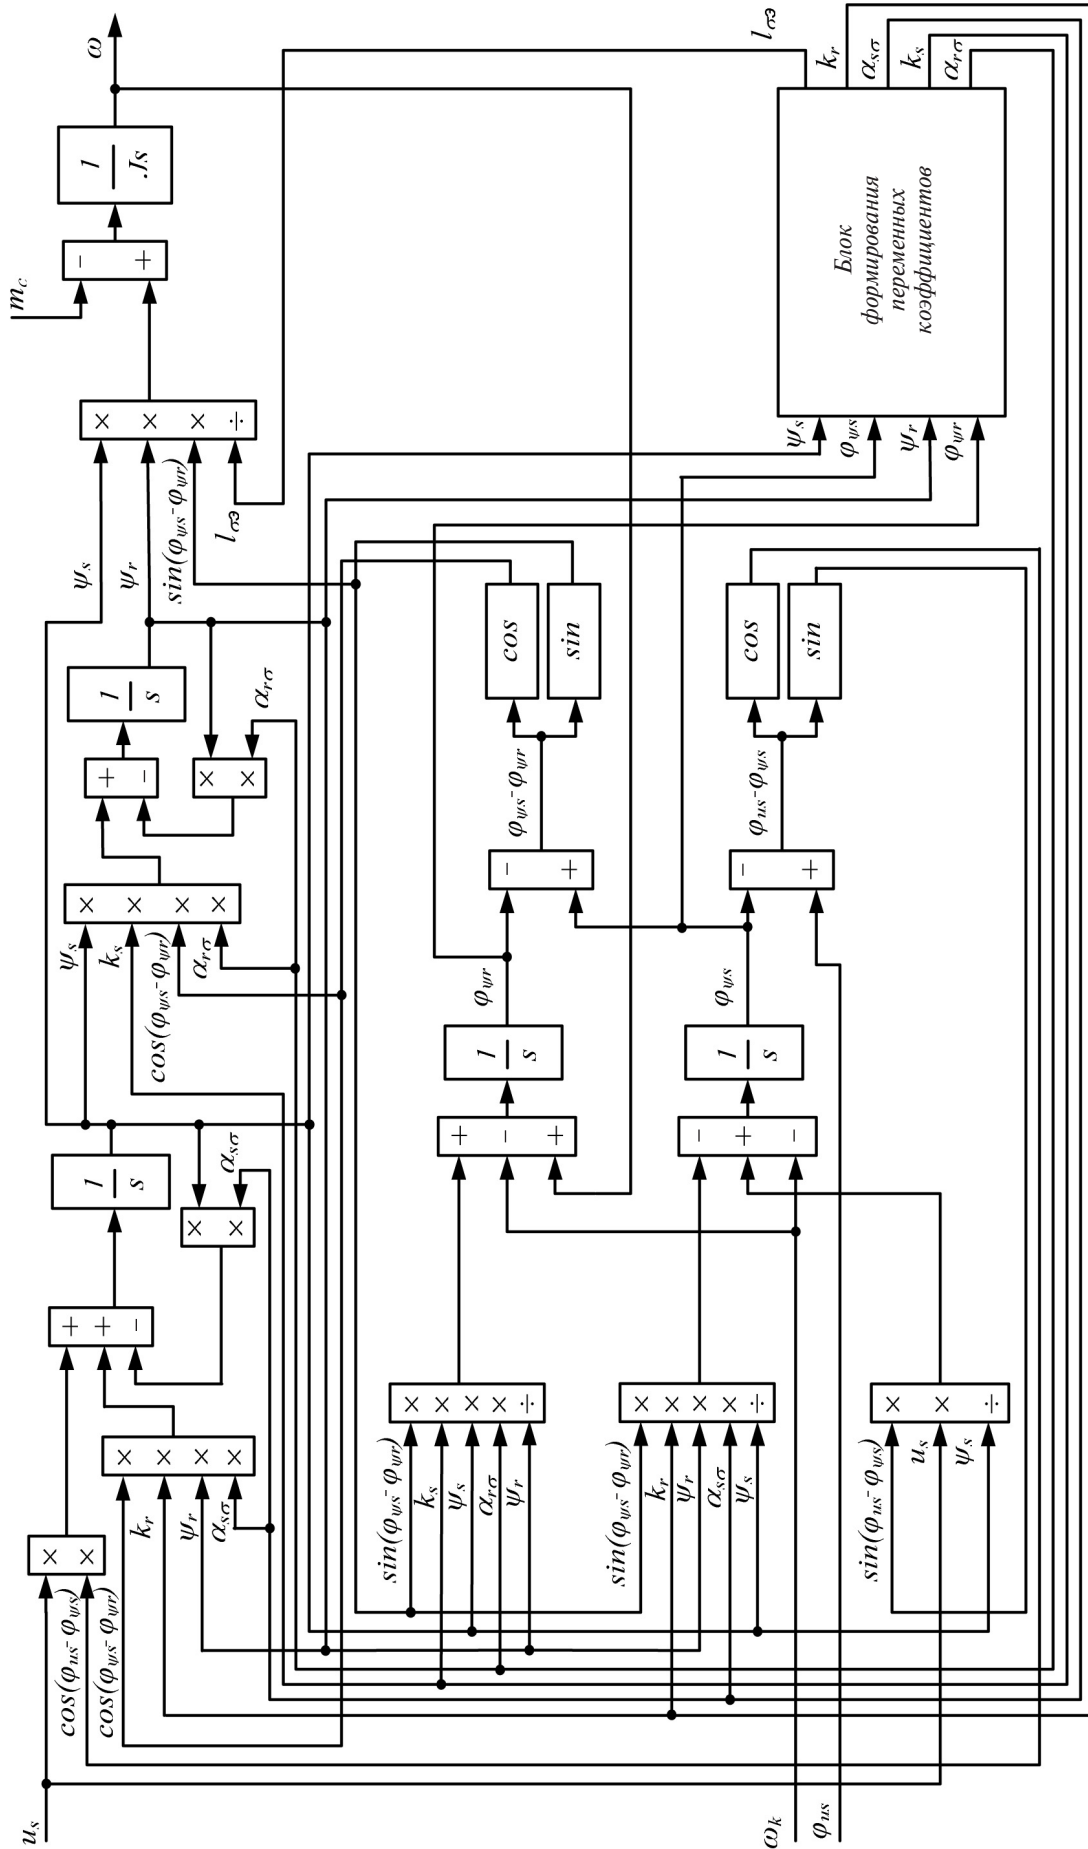 u_s
cos(φ_us-φ_ψs)
cos(φ_ψs-φ_ψr)
× ×
k_r
ψ_r
α_sσ
× × × ×
+ + -
1/s
× ×
α_sσ
ψ_s
k_s
cos(φ_ψs-φ_ψr)
α_rσ
× × × ×
+ -
1/s
× ×
α_rσ
ψ_s
ψ_r
sin(φ_ψs-φ_ψr)
l_σэ
× × × ÷
m_c
- +
1/Js
ω
sin(φ_ψs-φ_ψr)
k_s
ψ_s
α_rσ
ψ_r
× × × × ÷
+ - +
1/s
φ_ψr
- +
φ_ψs-φ_ψr
cos
sin
sin(φ_ψs-φ_ψr)
k_r
ψ_r
α_sσ
ψ_s
× × × × ÷
- + -
1/s
φ_ψs
- +
φ_us-φ_ψs
cos
sin
sin(φ_us-φ_ψs)
u_s
ψ_s
× × ÷
ω_k
φ_us
ψ_s
φ_ψs
ψ_r
φ_ψr
Блок
формирования
переменных
коэффициентов
l_σэ
k_r
α_sσ
k_s
α_rσ